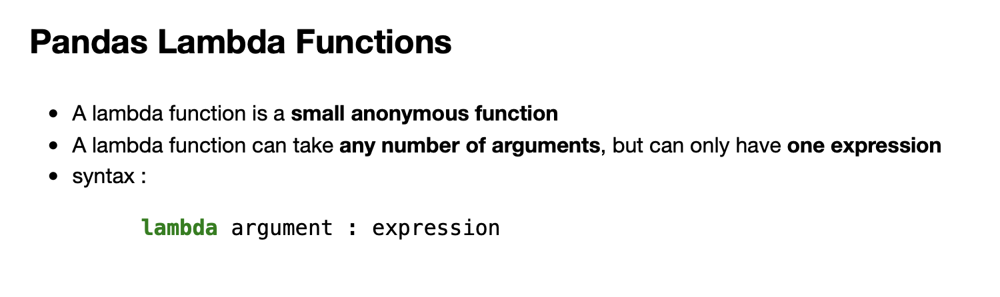 Pandas Lambda Functions
• A lambda function is a small anonymous function
• A lambda function can take any number of arguments, but can only have one expression
• syntax :
lambda argument : expression